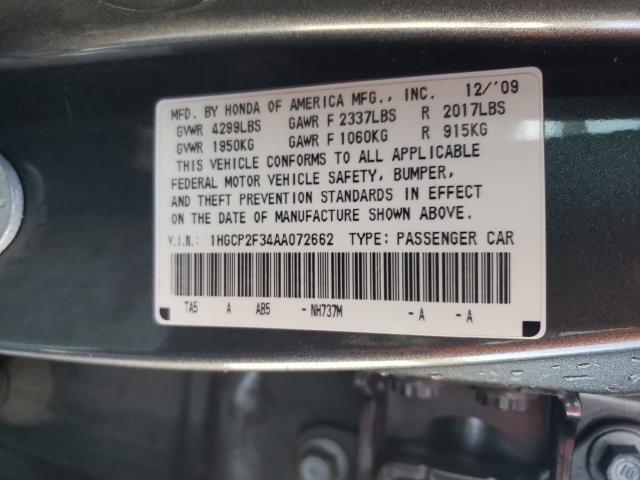 MFD. BY HONDA OF AMERICA MFG., INC. 12/'09
GVWR 4299LBS GAWR F 2337LBS R 2017LBS
GVWR 1950KG GAWR F 1060KG R 915KG
THIS VEHICLE CONFORMS TO ALL APPLICABLE
FEDERAL MOTOR VEHICLE SAFETY, BUMPER,
AND THEFT PREVENTION STANDARDS IN EFFECT
ON THE DATE OF MANUFACTURE SHOWN ABOVE.
V.I.N.: 1HGCP2F34AA072662 TYPE: PASSENGER CAR
TA5 A AB5 - NH737M - A - A